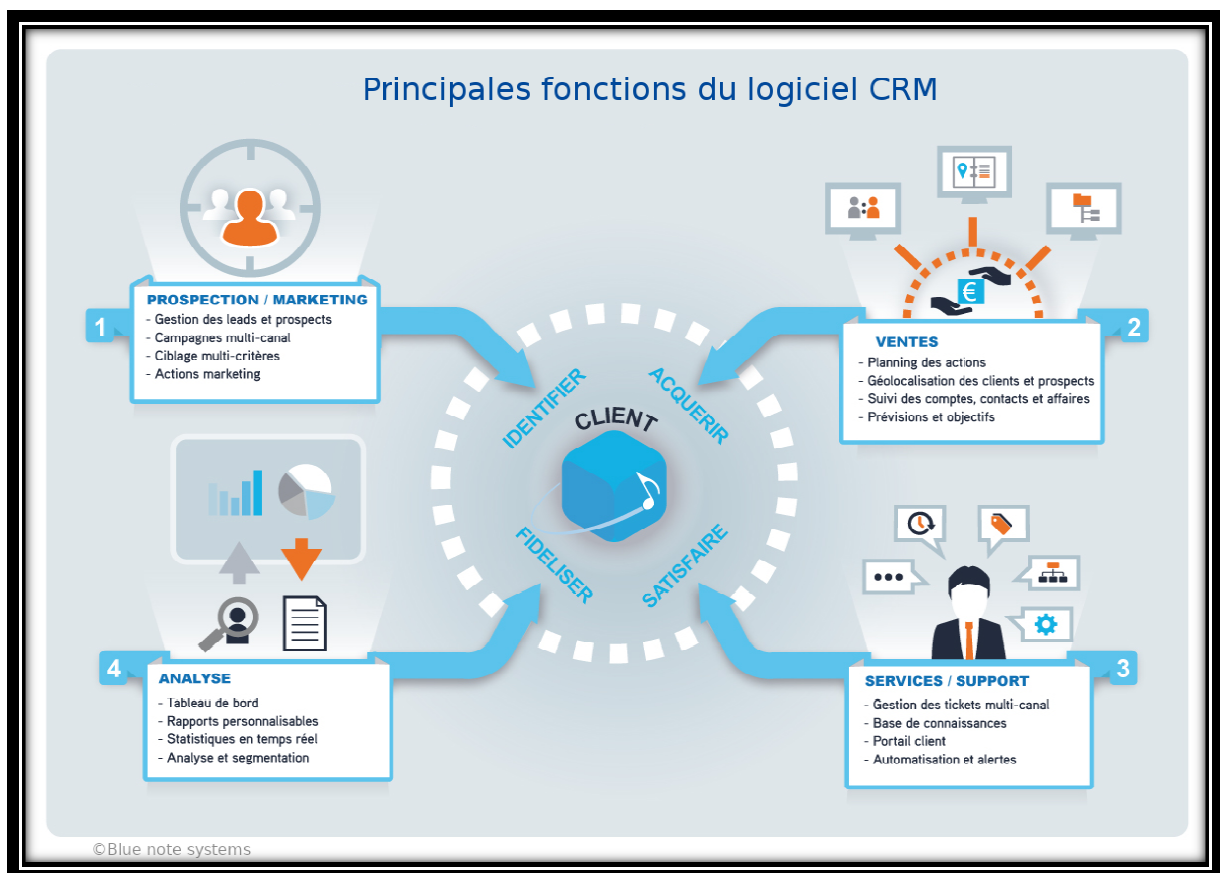 Principales fonctions du logiciel CRM
1
PROSPECTION / MARKETING
- Gestion des leads et prospects
- Campagnes multi-canal
- Ciblage multi-critères
- Actions marketing
2
€
VENTES
- Planning des actions
- Géolocalisation des clients et prospects
- Suivi des comptes, contacts et affaires
- Prévisions et objectifs
IDENTIFIER
ACQUERIR
CLIENT
FIDELISER
SATISFAIRE
3
SERVICES / SUPPORT
- Gestion des tickets multi-canal
- Base de connaissances
- Portail client
- Automatisation et alertes
4
ANALYSE
- Tableau de bord
- Rapports personnalisables
- Statistiques en temps réel
- Analyse et segmentation
©Blue note systems